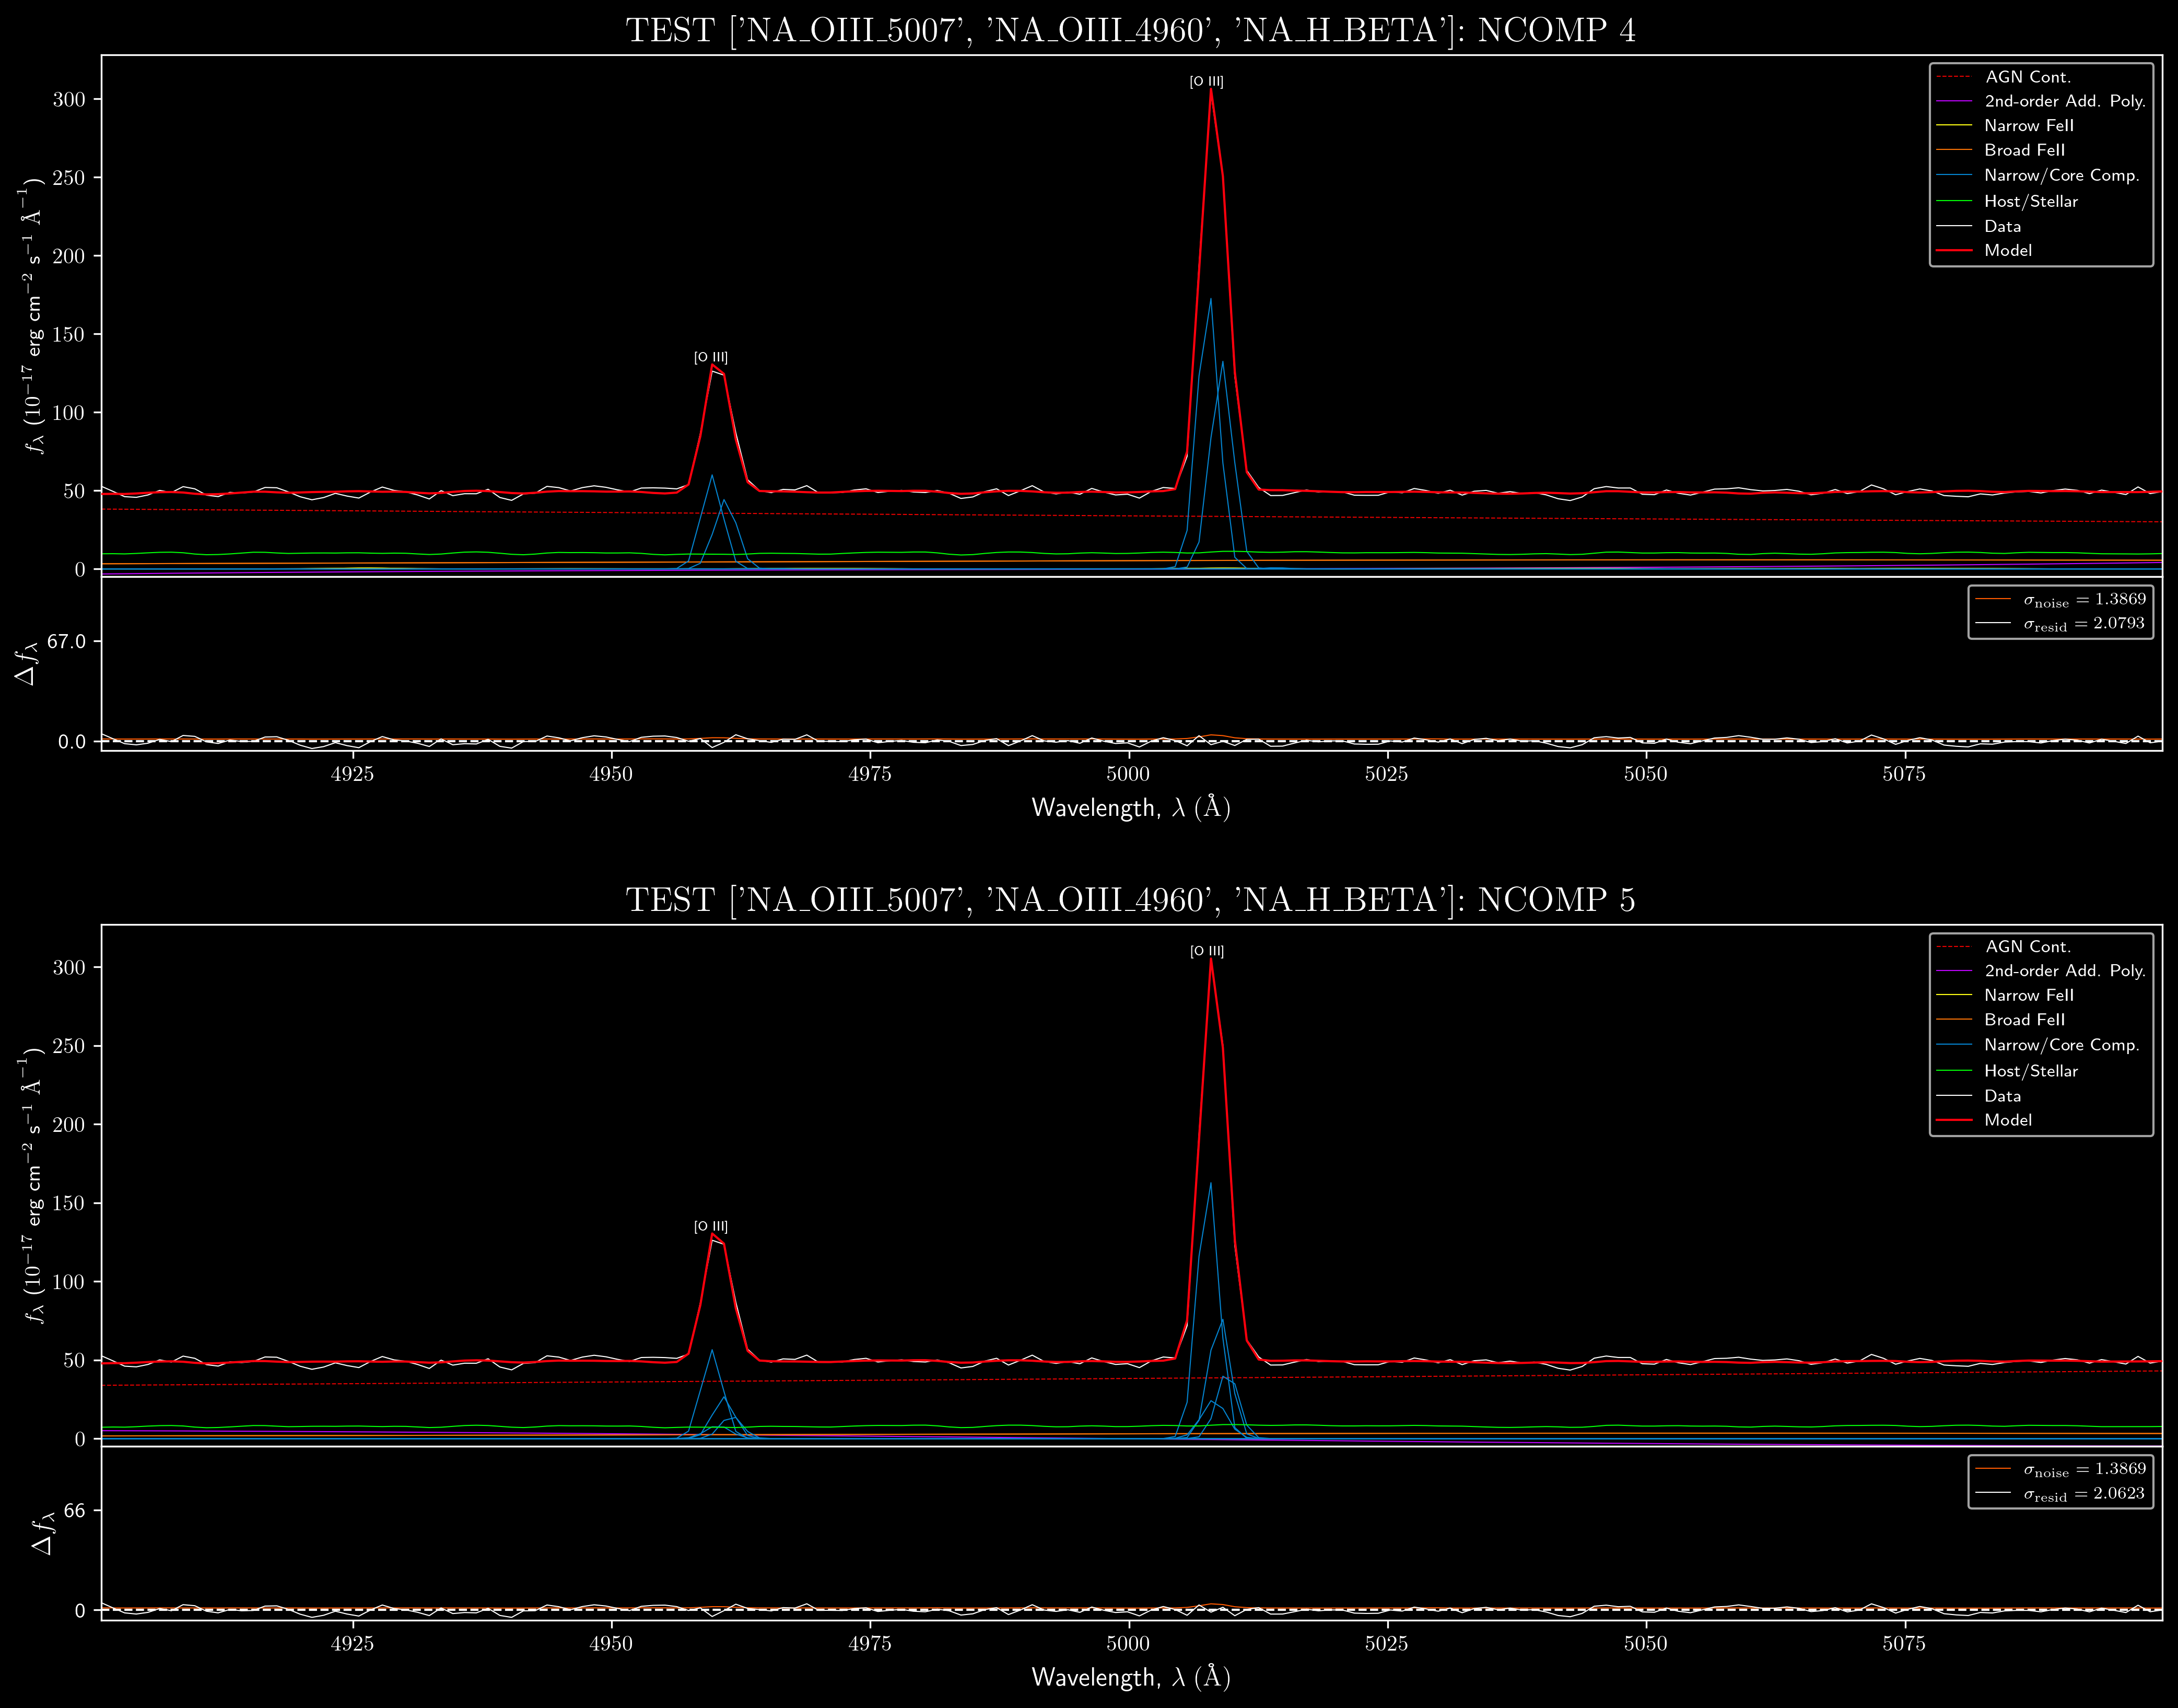 TEST ['NA_OIII_5007', 'NA_OIII_4960', 'NA_H_BETA']: NCOMP 4
f_λ (10⁻¹⁷ erg cm⁻² s⁻¹ Å⁻¹)
300
250
200
150
100
50
0
[O III]
[O III]
AGN Cont.
2nd-order Add. Poly.
Narrow FeII
Broad FeII
Narrow/Core Comp.
Host/Stellar
Data
Model
Δf_λ
67.0
0.0
σ_noise = 1.3869
σ_resid = 2.0793
4925 4950 4975 5000 5025 5050 5075
Wavelength, λ (Å)
TEST ['NA_OIII_5007', 'NA_OIII_4960', 'NA_H_BETA']: NCOMP 5
f_λ (10⁻¹⁷ erg cm⁻² s⁻¹ Å⁻¹)
300
250
200
150
100
50
0
[O III]
[O III]
AGN Cont.
2nd-order Add. Poly.
Narrow FeII
Broad FeII
Narrow/Core Comp.
Host/Stellar
Data
Model
Δf_λ
66
0
σ_noise = 1.3869
σ_resid = 2.0623
4925 4950 4975 5000 5025 5050 5075
Wavelength, λ (Å)